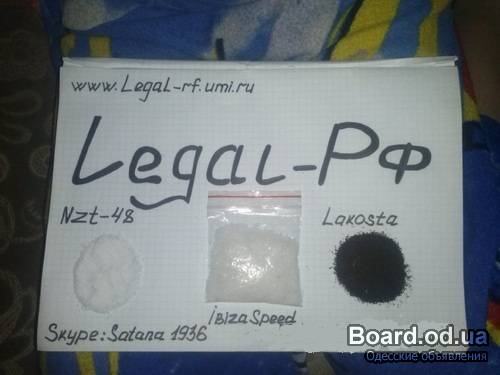 www.Legal-rf.umi.ru
Legal-РФ
Nzt-48
Lakosta
ibiza Speed
Skype: Satana 1936
Board.od.ua
Одесские объявления